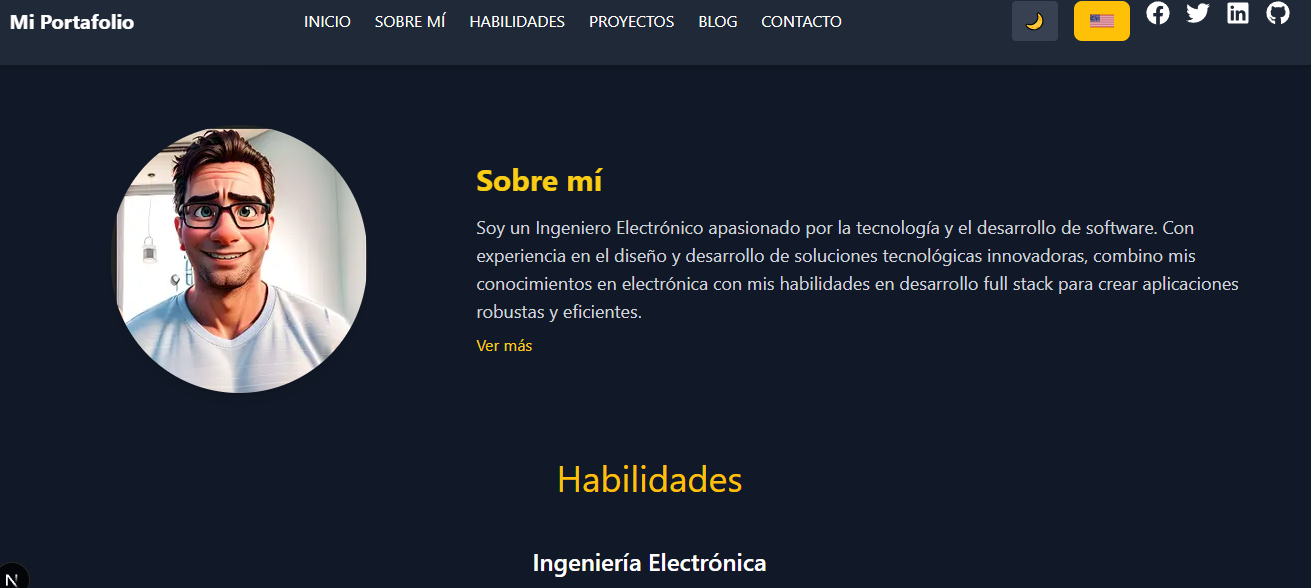 Mi Portafolio
INICIO SOBRE MÍ HABILIDADES PROYECTOS BLOG CONTACTO
Sobre mí
Soy un Ingeniero Electrónico apasionado por la tecnología y el desarrollo de software. Con
experiencia en el diseño y desarrollo de soluciones tecnológicas innovadoras, combino mis
conocimientos en electrónica con mis habilidades en desarrollo full stack para crear aplicaciones
robustas y eficientes.
Ver más
Habilidades
Ingeniería Electrónica
N